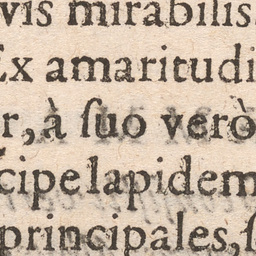 vis mirabilis
Ex amaritudi
r, à ſuo verò
cipe lapidem
principales, ſ